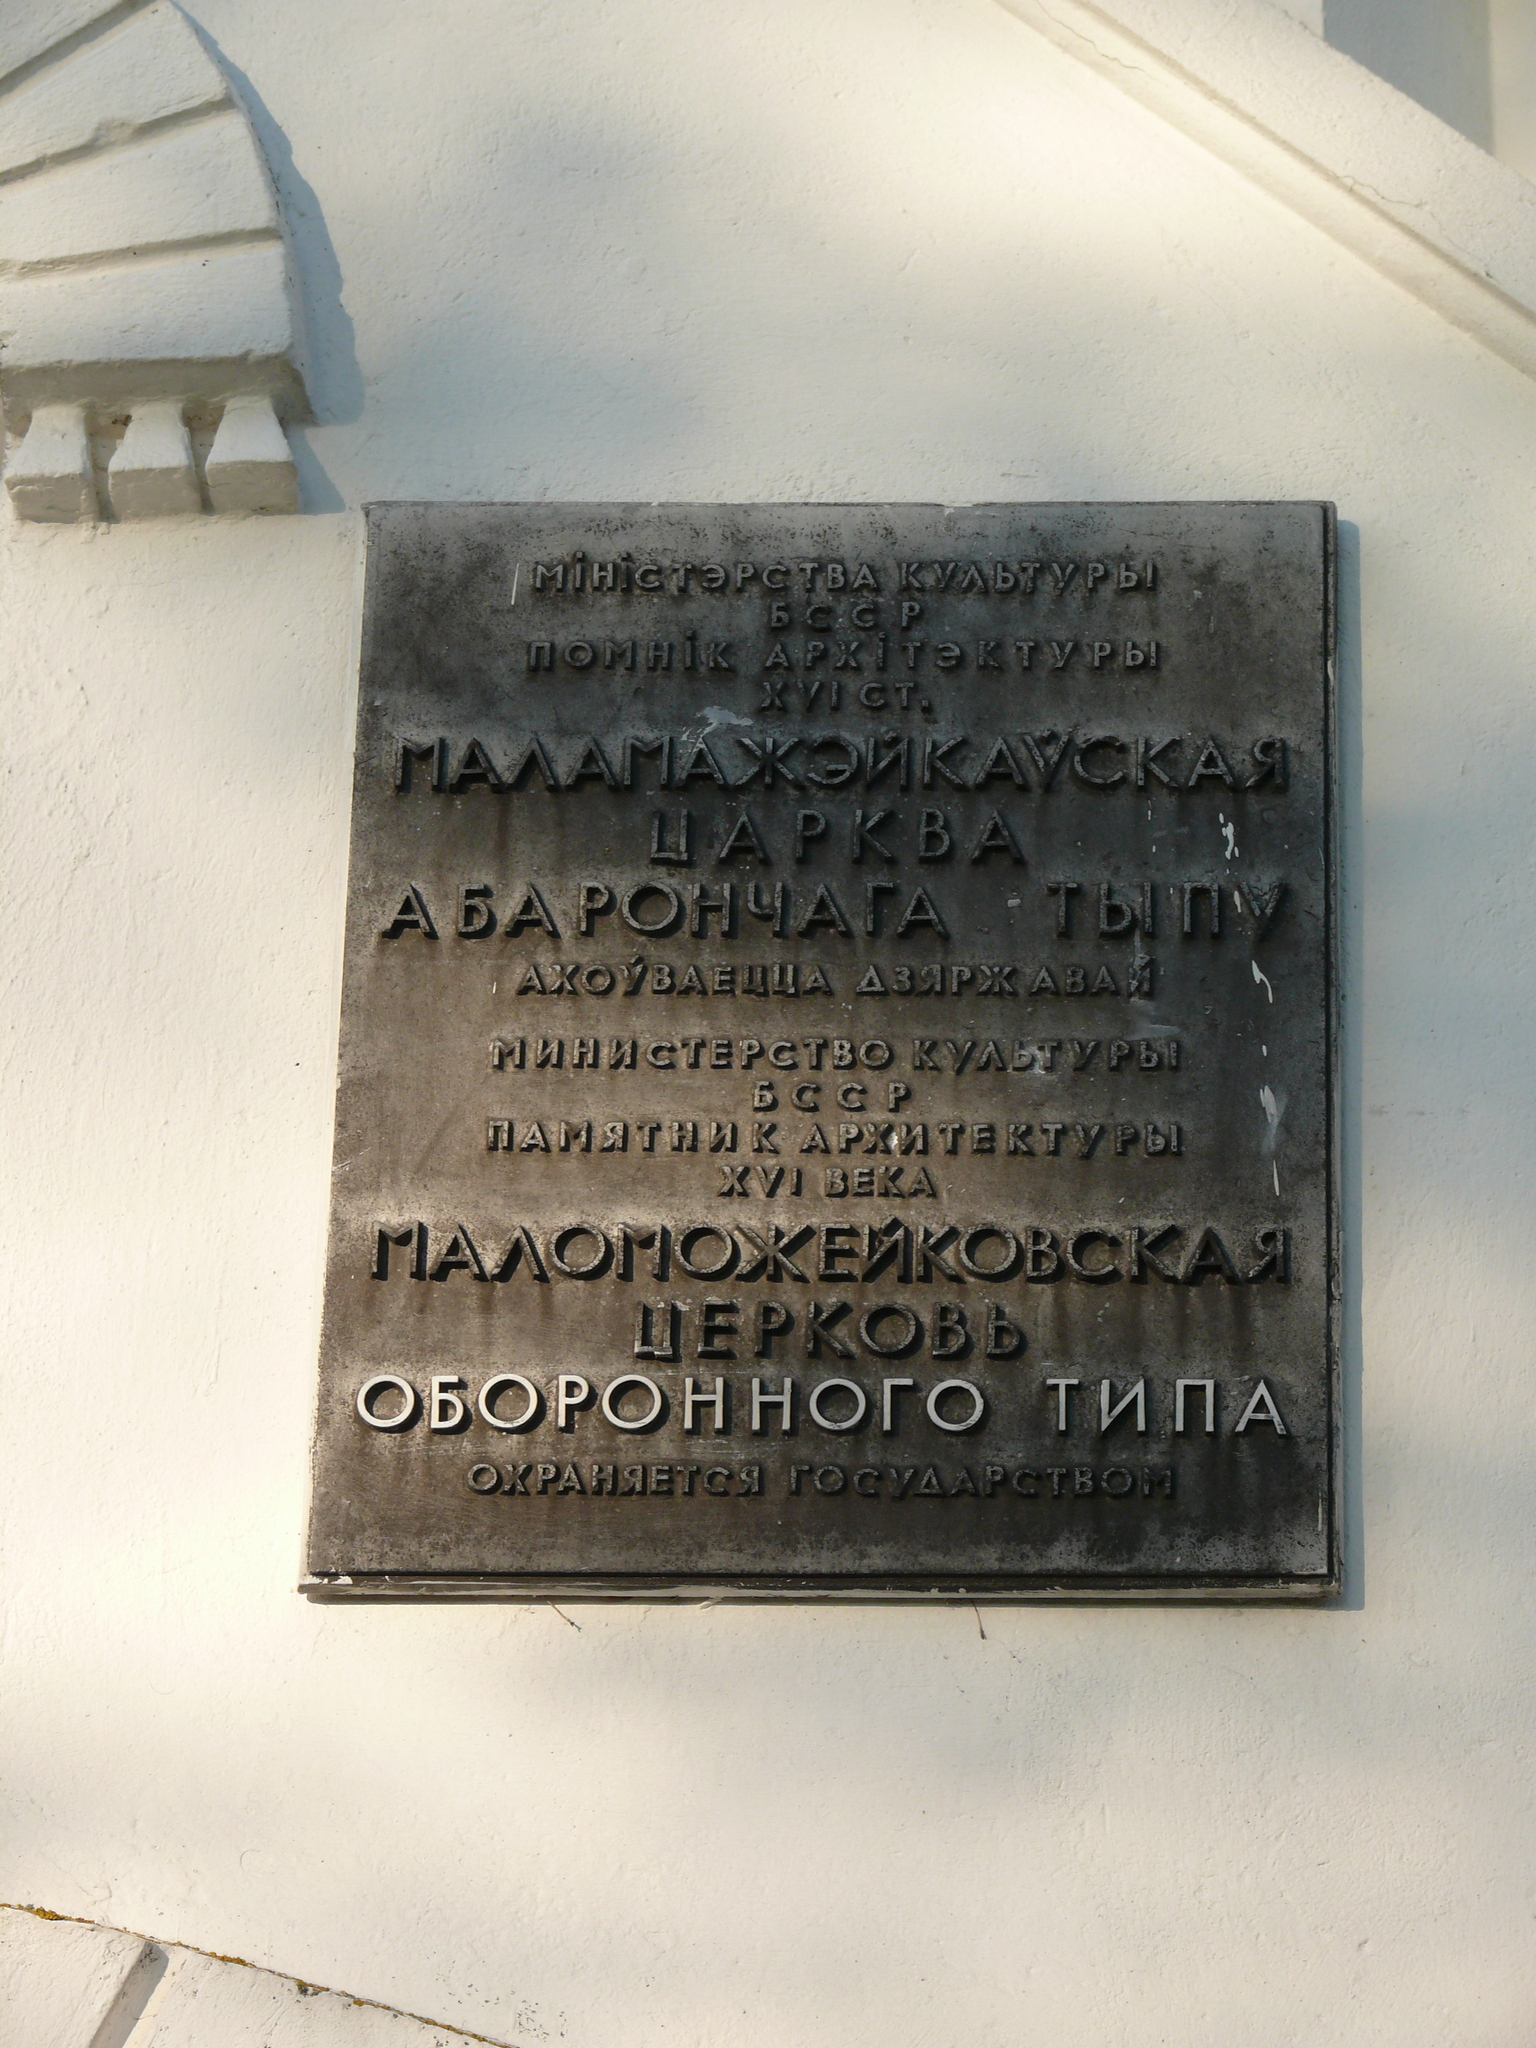 МІНІСТЭРСТВА КУЛЬТУРЫ
БССР
ПОМНІК АРХІТЭКТУРЫ
XVI СТ.
МАЛАМАЖЭЙКАЎСКАЯ
ЦАРКВА
АБАРОНЧАГА ТЫПУ
АХОЎВАЕЦЦА ДЗЯРЖАВАЙ
МИНИСТЕРСТВО КУЛЬТУРЫ
БССР
ПАМЯТНИК АРХИТЕКТУРЫ
XVI ВЕКА
МАЛОМОЖЕЙКОВСКАЯ
ЦЕРКОВЬ
ОБОРОННОГО ТИПА
ОХРАНЯЕТСЯ ГОСУДАРСТВОМ